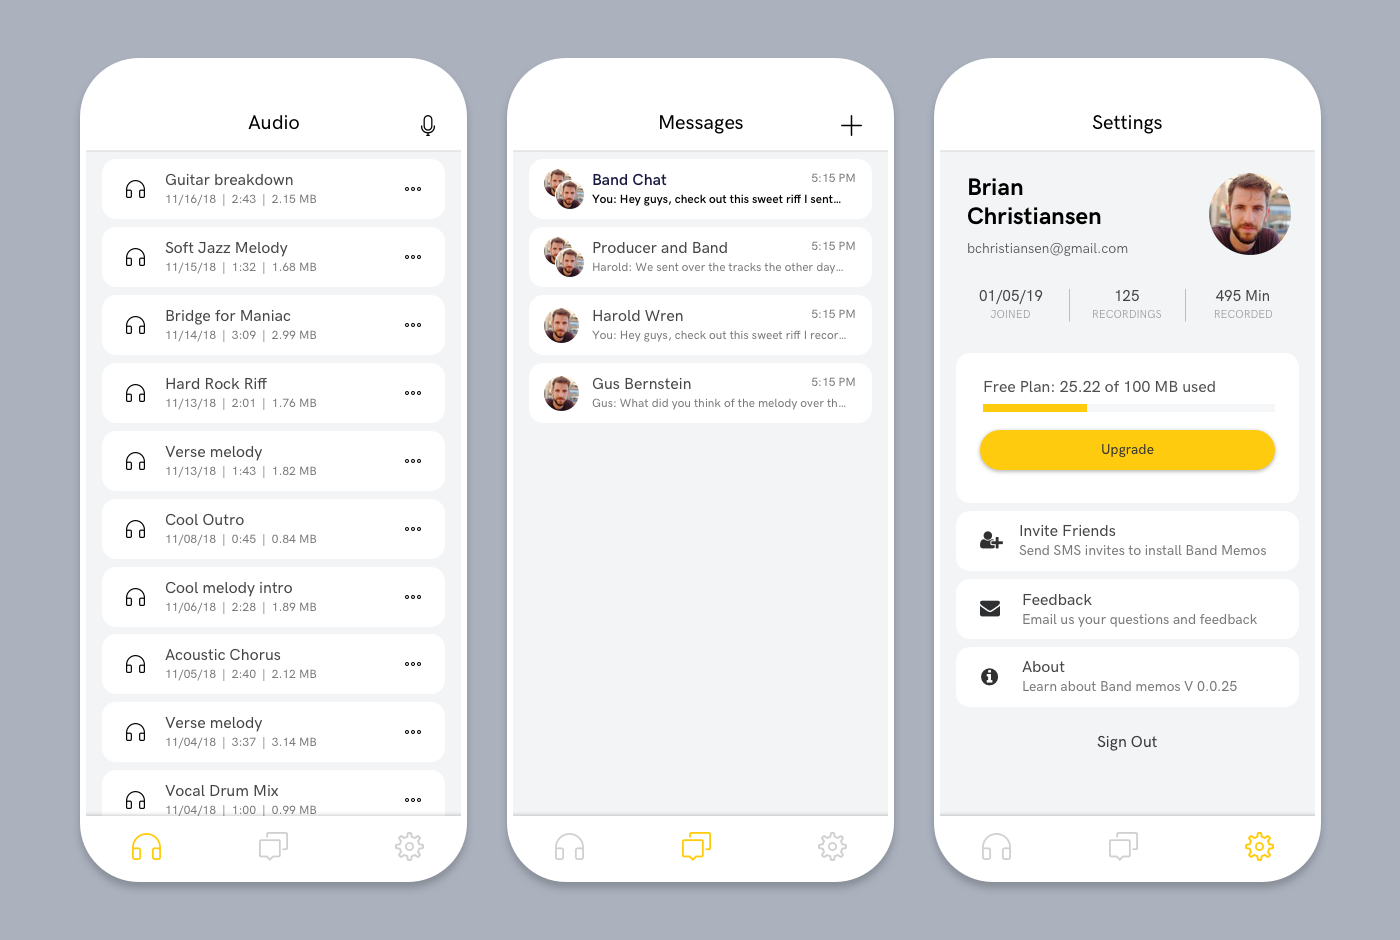 Audio
Guitar breakdown
11/16/18 | 2:43 | 2.15 MB
Soft Jazz Melody
11/15/18 | 1:32 | 1.68 MB
Bridge for Maniac
11/14/18 | 3:09 | 2.99 MB
Hard Rock Riff
11/13/18 | 2:01 | 1.76 MB
Verse melody
11/13/18 | 1:43 | 1.82 MB
Cool Outro
11/08/18 | 0:45 | 0.84 MB
Cool melody intro
11/06/18 | 2:28 | 1.89 MB
Acoustic Chorus
11/05/18 | 2:40 | 2.12 MB
Verse melody
11/04/18 | 3:37 | 3.14 MB
Vocal Drum Mix
11/04/18 | 1:00 | 0.99 MB
Messages
Band Chat 5:15 PM
You: Hey guys, check out this sweet riff I sent...
Producer and Band 5:15 PM
Harold: We sent over the tracks the other day...
Harold Wren 5:15 PM
You: Hey guys, check out this sweet riff I recor...
Gus Bernstein 5:15 PM
Gus: What did you think of the melody over th...
Settings
Brian
Christiansen
bchristiansen@gmail.com
01/05/19 125 495 Min
JOINED RECORDINGS RECORDED
Free Plan: 25.22 of 100 MB used
Upgrade
Invite Friends
Send SMS invites to install Band Memos
Feedback
Email us your questions and feedback
About
Learn about Band memos V 0.0.25
Sign Out